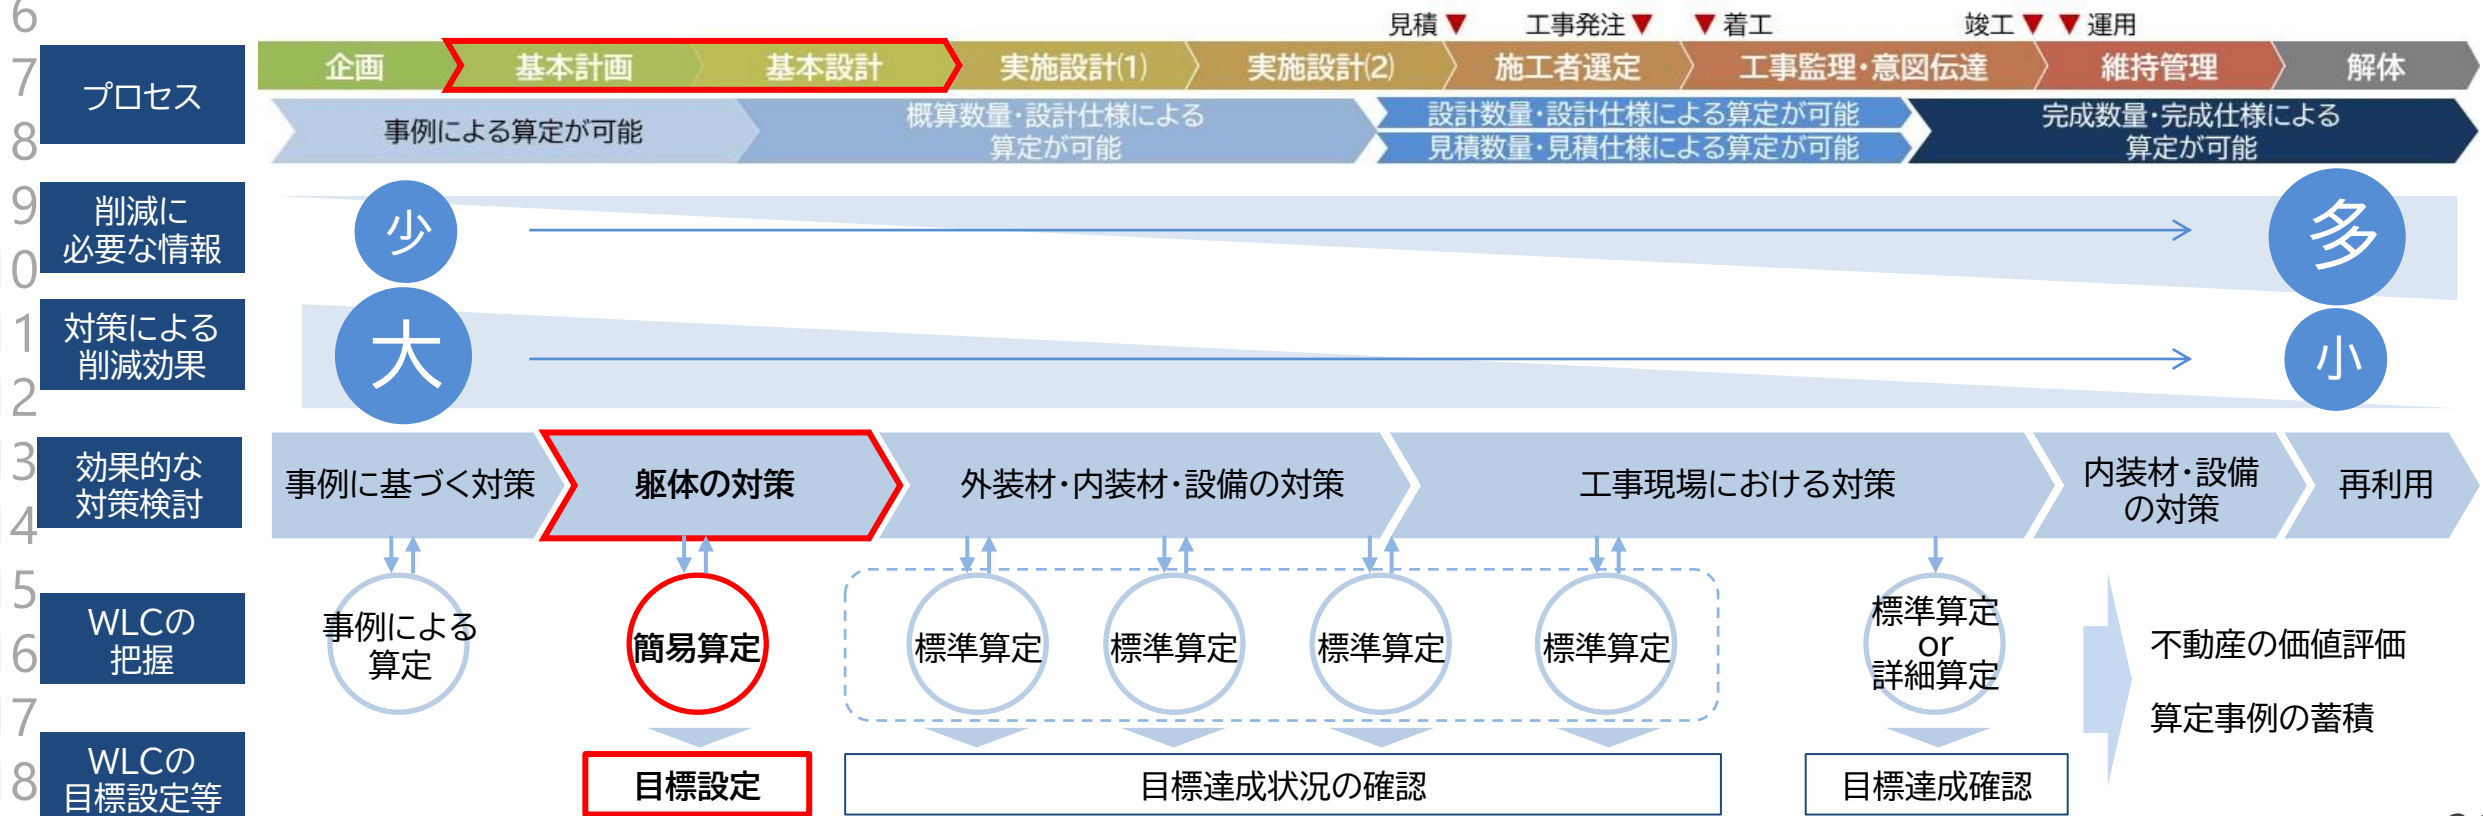 6
7
8
9
10
11
12
13
14
15
16
17
18
見積▼ 工事発注▼ ▼着工 竣工▼ ▼運用
プロセス
企画 基本計画 基本設計 実施設計(1) 実施設計(2) 施工者選定 工事監理・意図伝達 維持管理 解体
事例による算定が可能
概算数量・設計仕様による
算定が可能
設計数量・設計仕様による算定が可能
見積数量・見積仕様による算定が可能
完成数量・完成仕様による
算定が可能
削減に
必要な情報
少
多
対策による
削減効果
大
小
効果的な
対策検討
事例に基づく対策
躯体の対策
外装材・内装材・設備の対策
工事現場における対策
内装材・設備
の対策
再利用
WLCの
把握
事例による
算定
簡易算定
標準算定
標準算定
標準算定
標準算定
標準算定
or
詳細算定
不動産の価値評価
算定事例の蓄積
WLCの
目標設定等
目標設定
目標達成状況の確認
目標達成確認